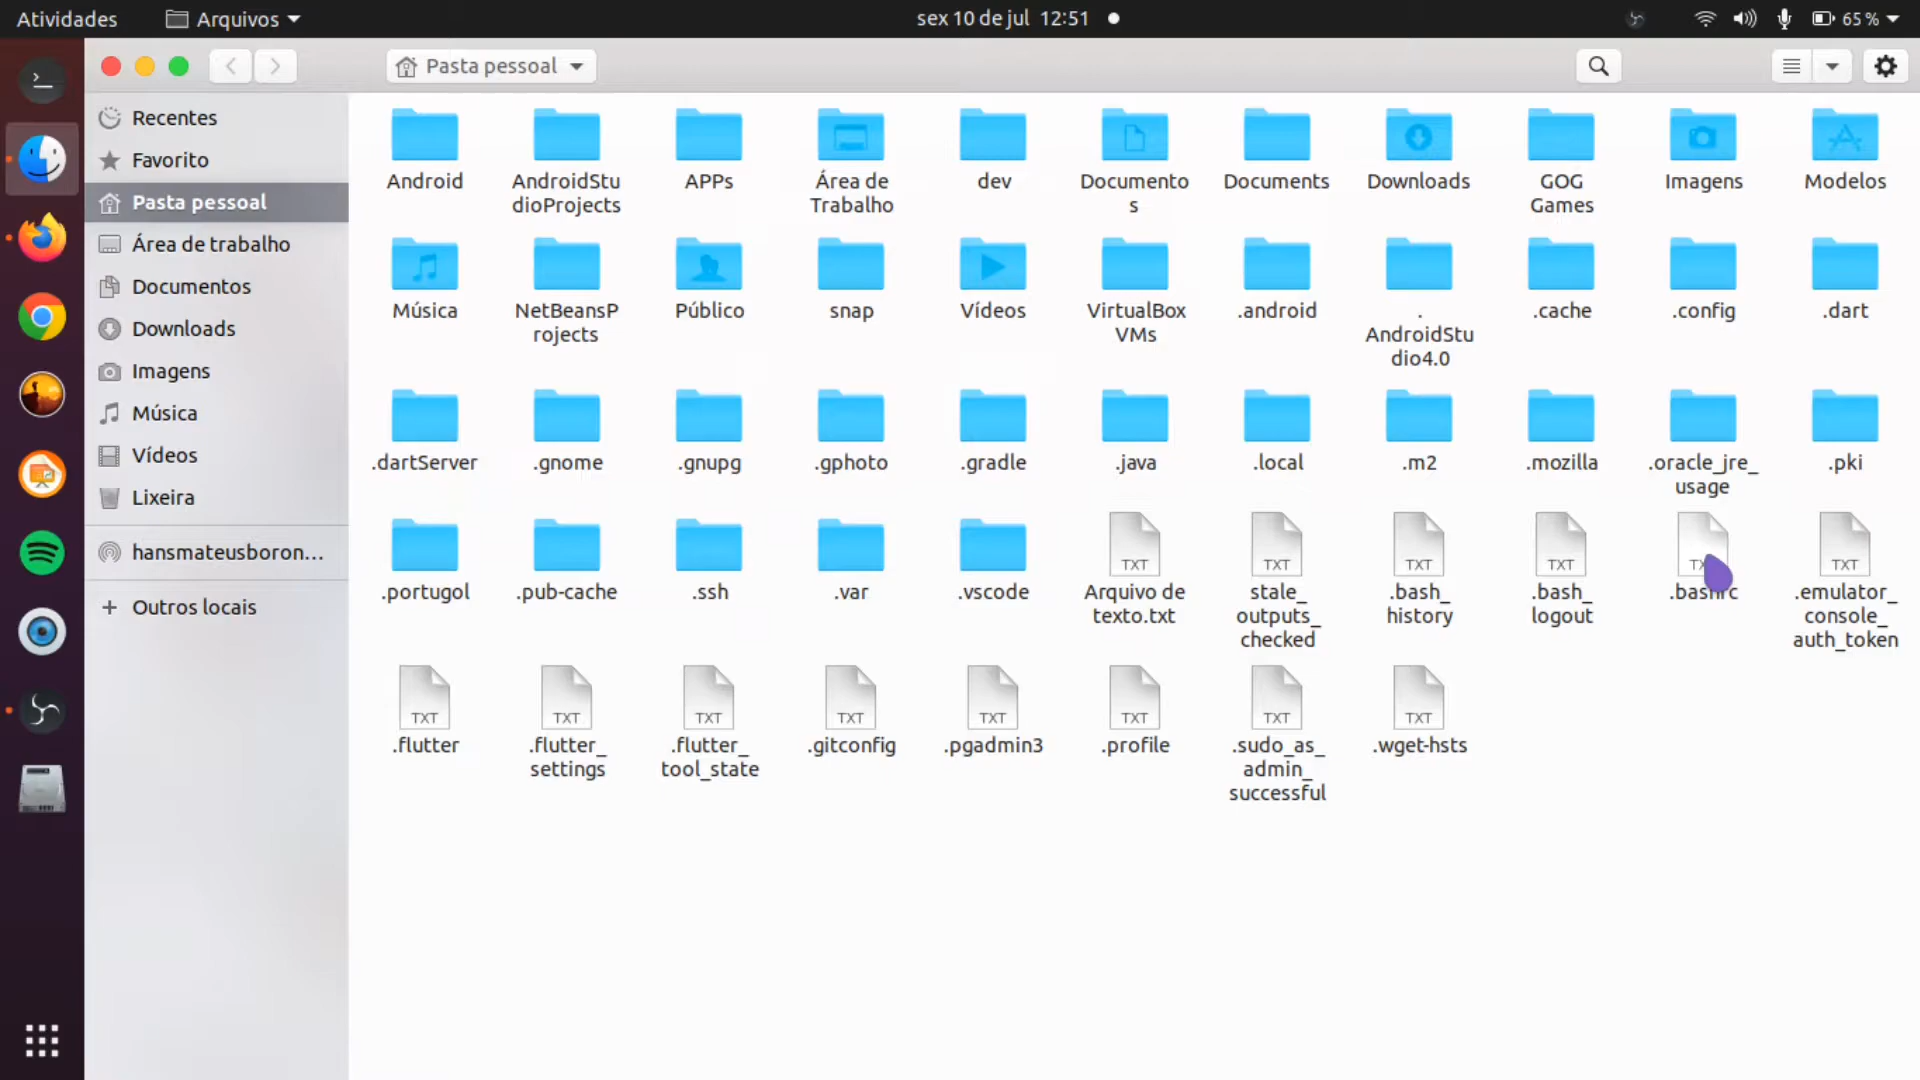 Atividades
Arquivos
sex 10 de jul 12:51
65 %
Pasta pessoal
Recentes
Favorito
Pasta pessoal
Área de trabalho
Documentos
Downloads
Imagens
Música
Vídeos
Lixeira
hansmateusboron...
+ Outros locais
Android
AndroidStu
dioProjects
APPs
Área de
Trabalho
dev
Documento
s
Documents
Downloads
GOG
Games
Imagens
Modelos
Música
NetBeansP
rojects
Público
snap
Vídeos
VirtualBox
VMs
.android
.
AndroidStu
dio4.0
.cache
.config
.dart
.dartServer
.gnome
.gnupg
.gphoto
.gradle
.java
.local
.m2
.mozilla
.oracle_jre_
usage
.pki
.portugol
.pub-cache
.ssh
.var
.vscode
TXT
Arquivo de
texto.txt
TXT
stale_
outputs_
checked
TXT
.bash_
history
TXT
.bash_
logout
.bashrc
TXT
.emulator_
console_
auth_token
TXT
.flutter
TXT
.flutter_
settings
TXT
.flutter_
tool_state
TXT
.gitconfig
TXT
.pgadmin3
TXT
.profile
TXT
.sudo_as_
admin_
successful
TXT
.wget-hsts